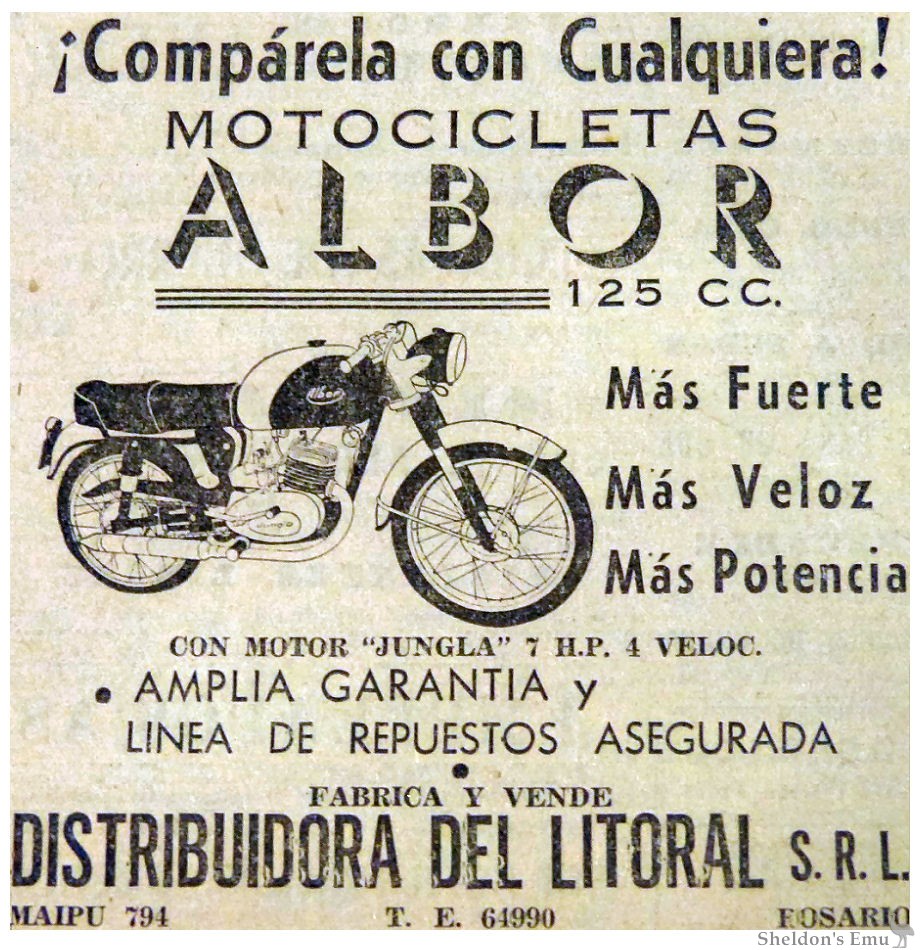 ¡Compárela con Cualquiera!
MOTOCICLETAS
ALBOR
125 CC.
Más Fuerte
Más Veloz
Más Potencia
CON MOTOR "JUNGLA" 7 H.P. 4 VELOC.
• AMPLIA GARANTIA y
LINEA DE REPUESTOS ASEGURADA
•
FABRICA Y VENDE
DISTRIBUIDORA DEL LITORAL S. R. L.
MAIPU 794 T. E. 64990 ROSARIO
Sheldon's Emu